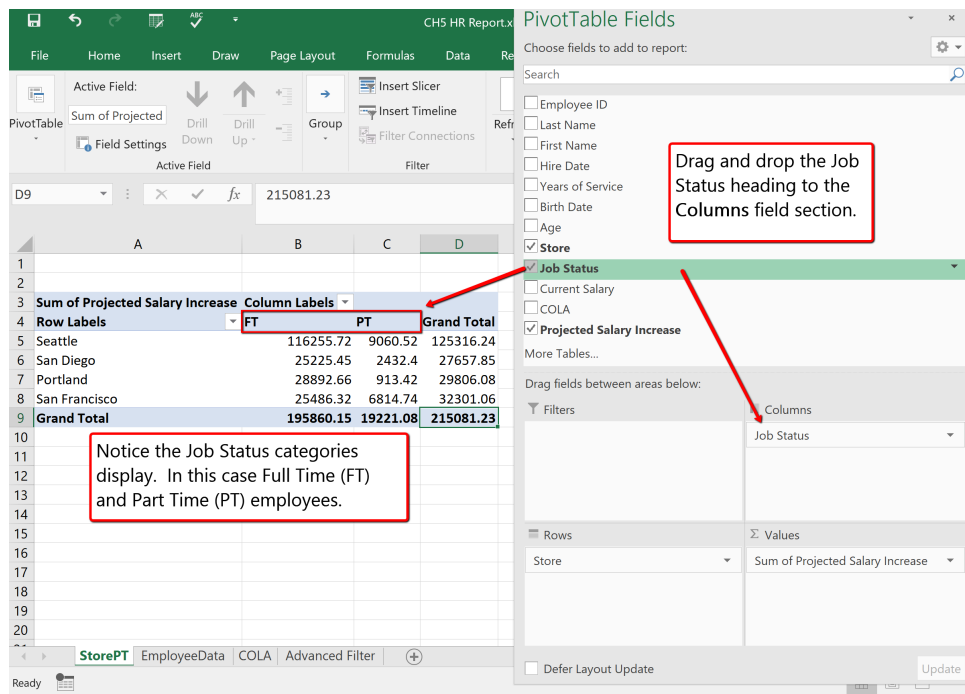 ABC
CH5 HR Report.x
File Home Insert Draw Page Layout Formulas Data Re
PivotTable
Active Field:
Sum of Projected
Field Settings
Drill Down
Drill Up
Active Field
Group
Insert Slicer
Insert Timeline
Filter Connections
Filter
Refr
D9 fx 215081.23
A B C D
1
2
3 Sum of Projected Salary Increase Column Labels
4 Row Labels FT PT Grand Total
5 Seattle 116255.72 9060.52 125316.24
6 San Diego 25225.45 2432.4 27657.85
7 Portland 28892.66 913.42 29806.08
8 San Francisco 25486.32 6814.74 32301.06
9 Grand Total 195860.15 19221.08 215081.23
10
11
12
13
14
15
16
17
18
19
20
Notice the Job Status categories
display. In this case Full Time (FT)
and Part Time (PT) employees.
StorePT EmployeeData COLA Advanced Filter
Ready
PivotTable Fields
Choose fields to add to report:
Search
Employee ID
Last Name
First Name
Hire Date
Years of Service
Birth Date
Age
Store
Job Status
Current Salary
COLA
Projected Salary Increase
More Tables...
Drag and drop the Job
Status heading to the
Columns field section.
Drag fields between areas below:
Filters
Columns
Job Status
Rows
Store
Σ Values
Sum of Projected Salary Increase
Defer Layout Update
Update